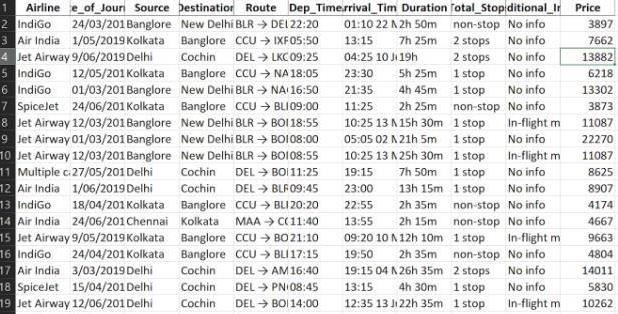 1 Airline e_of_Journ Source Destination Route Dep_Time rrival_Tim Duration Total_Stops ditional_In Price
2 IndiGo 24/03/201 Banglore New Delhi BLR → DEL 22:20 01:10 22 M 2h 50m non-stop No info 3897
3 Air India 1/05/2019 Kolkata Banglore CCU → IXF 05:50 13:15 7h 25m 2 stops No info 7662
4 Jet Airway 9/06/2019 Delhi Cochin DEL → LKO 09:25 04:25 10 J 19h 2 stops No info 13882
5 IndiGo 12/05/201 Kolkata Banglore CCU → NA 18:05 23:30 5h 25m 1 stop No info 6218
6 IndiGo 01/03/201 Banglore New Delhi BLR → NA 16:50 21:35 4h 45m 1 stop No info 13302
7 SpiceJet 24/06/201 Kolkata Banglore CCU → BLI 09:00 11:25 2h 25m non-stop No info 3873
8 Jet Airway 12/03/201 Banglore New Delhi BLR → BOI 18:55 10:25 13 M 15h 30m 1 stop In-flight m 11087
9 Jet Airway 01/03/201 Banglore New Delhi BLR → BOI 08:00 05:05 02 M 21h 5m 1 stop No info 22270
10 Jet Airway 12/03/201 Banglore New Delhi BLR → BOI 08:55 10:25 13 M 25h 30m 1 stop In-flight m 11087
11 Multiple ca 27/05/201 Delhi Cochin DEL → BOI 11:25 19:15 7h 50m 1 stop No info 8625
12 Air India 1/06/2019 Delhi Cochin DEL → BLR 09:45 23:00 13h 15m 1 stop No info 8907
13 IndiGo 18/04/201 Kolkata Banglore CCU → BLI 20:20 22:55 2h 35m non-stop No info 4174
14 Air India 24/06/201 Chennai Kolkata MAA → CC 11:40 13:55 2h 15m non-stop No info 4667
15 Jet Airway 9/05/2019 Kolkata Banglore CCU → BO 21:10 09:20 10 M 12h 10m 1 stop In-flight m 9663
16 IndiGo 24/04/201 Kolkata Banglore CCU → BLI 17:15 19:50 2h 35m non-stop No info 4804
17 Air India 3/03/2019 Delhi Cochin DEL → AM 16:40 19:15 04 M 26h 35m 2 stops No info 14011
18 SpiceJet 15/04/201 Delhi Cochin DEL → PN 08:45 13:15 4h 30m 1 stop No info 5830
19 Jet Airway 12/06/201 Delhi Cochin DEL → BOI 14:00 12:35 13 J 22h 35m 1 stop In-flight m 10262